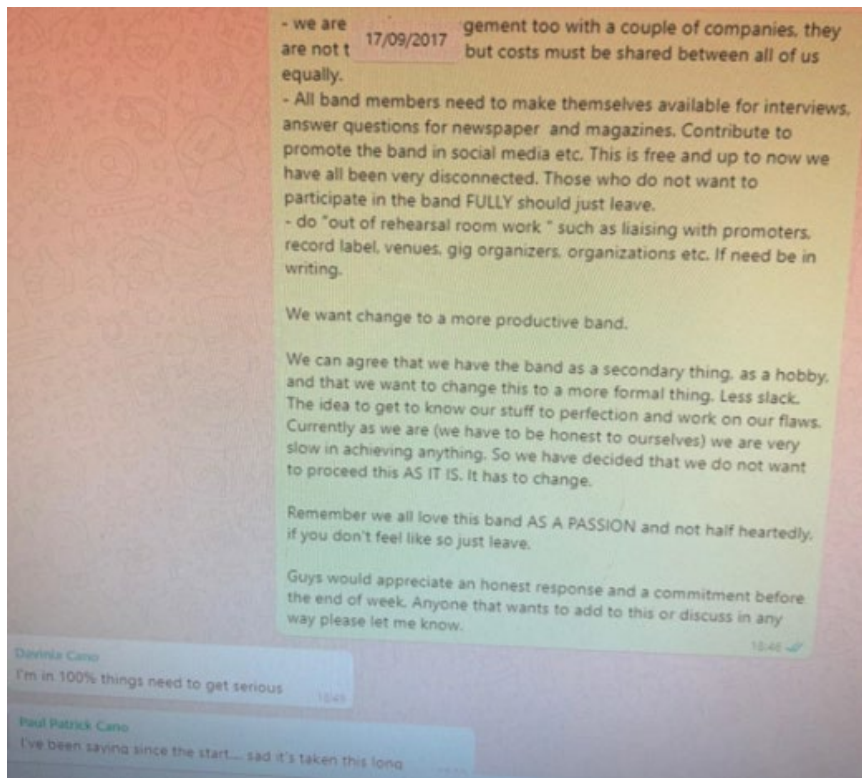 - we are gement too with a couple of companies, they
17/09/2017
are not t but costs must be shared between all of us
equally.
- All band members need to make themselves available for interviews,
answer questions for newspaper and magazines. Contribute to
promote the band in social media etc. This is free and up to now we
have all been very disconnected. Those who do not want to
participate in the band FULLY should just leave.
- do "out of rehearsal room work " such as liaising with promoters,
record label, venues, gig organizers, organizations etc. If need be in
writing.
We want change to a more productive band.
We can agree that we have the band as a secondary thing, as a hobby,
and that we want to change this to a more formal thing. Less slack.
The idea to get to know our stuff to perfection and work on our flaws.
Currently as we are (we have to be honest to ourselves) we are very
slow in achieving anything. So we have decided that we do not want
to proceed this AS IT IS. It has to change.
Remember we all love this band AS A PASSION and not half heartedly,
if you don't feel like so just leave.
Guys would appreciate an honest response and a commitment before
the end of week. Anyone that wants to add to this or discuss in any
way please let me know.
18:48
Davinia Cano
I'm in 100% things need to get serious
18:49
Paul Patrick Cano
I've been saying since the start.... sad it's taken this long